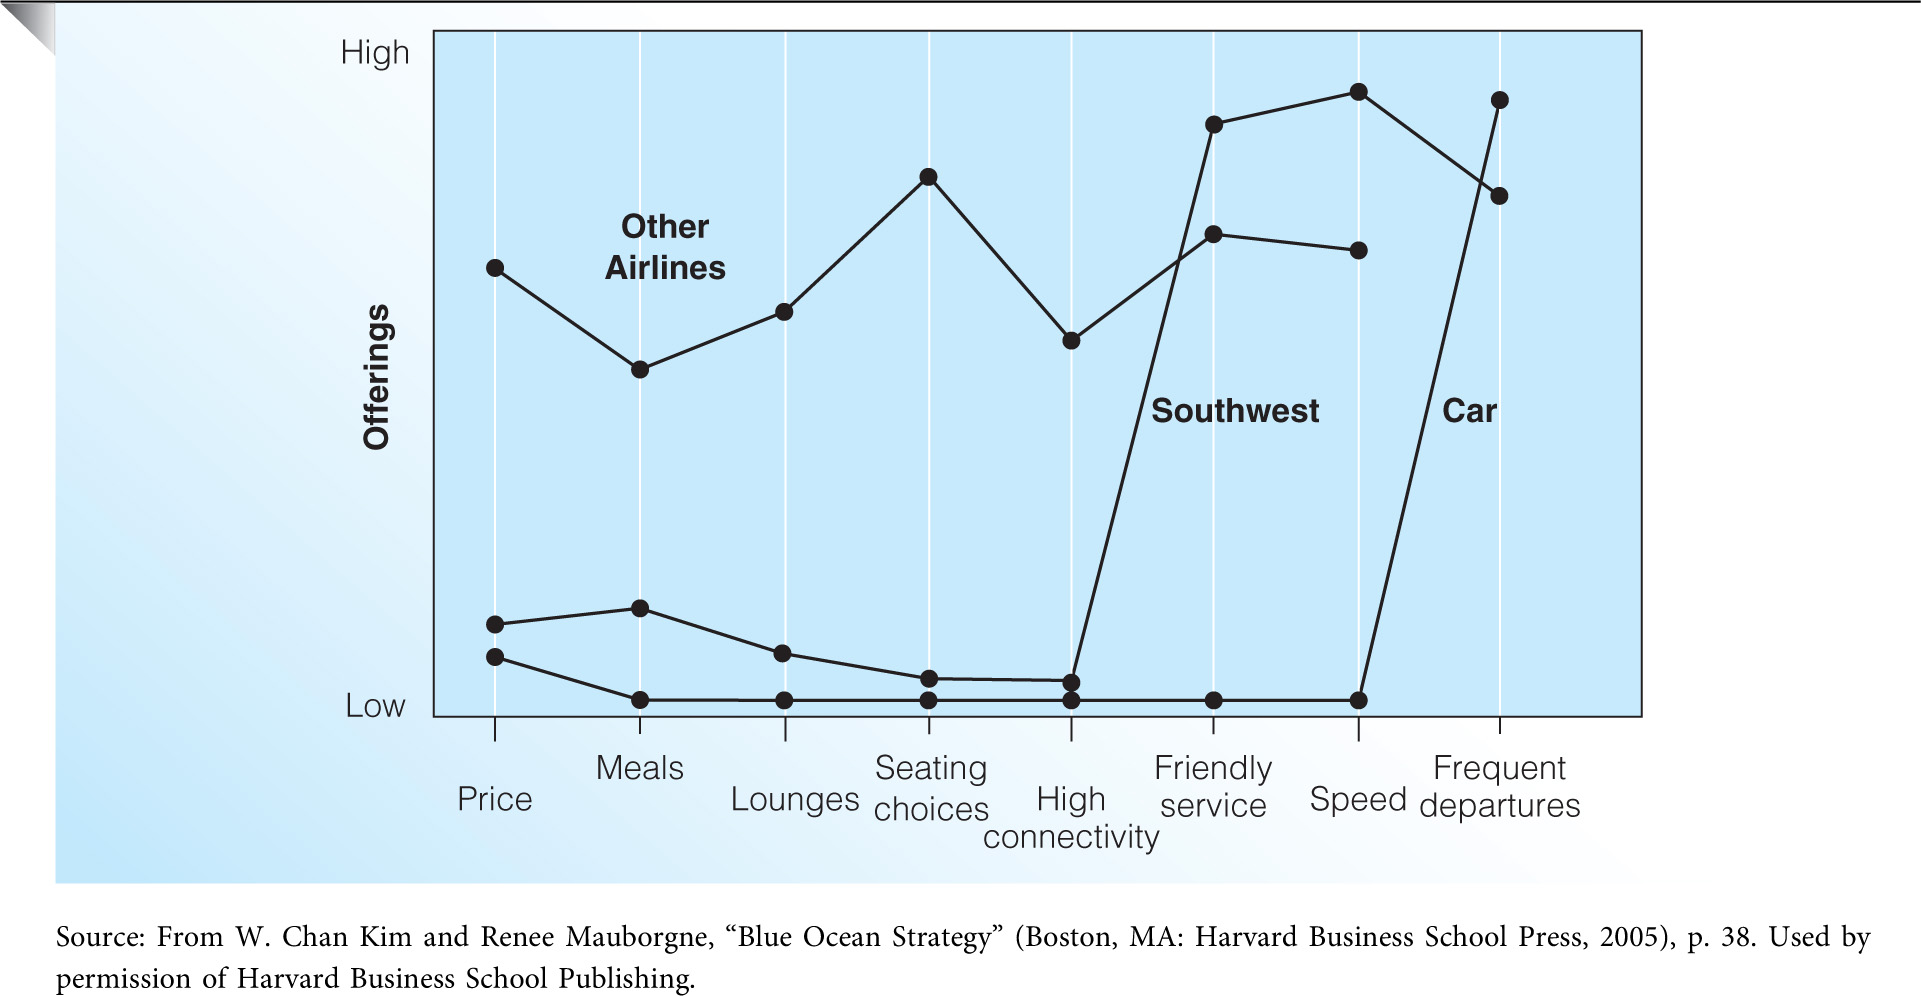 High
Other
Airlines
Offerings
Southwest
Car
Low
Meals
Seating
Friendly
Frequent
Price
Lounges
choices
High
service
Speed
departures
connectivity
Source: From W. Chan Kim and Renee Mauborgne, “Blue Ocean Strategy” (Boston, MA: Harvard Business School Press, 2005), p. 38. Used by
permission of Harvard Business School Publishing.